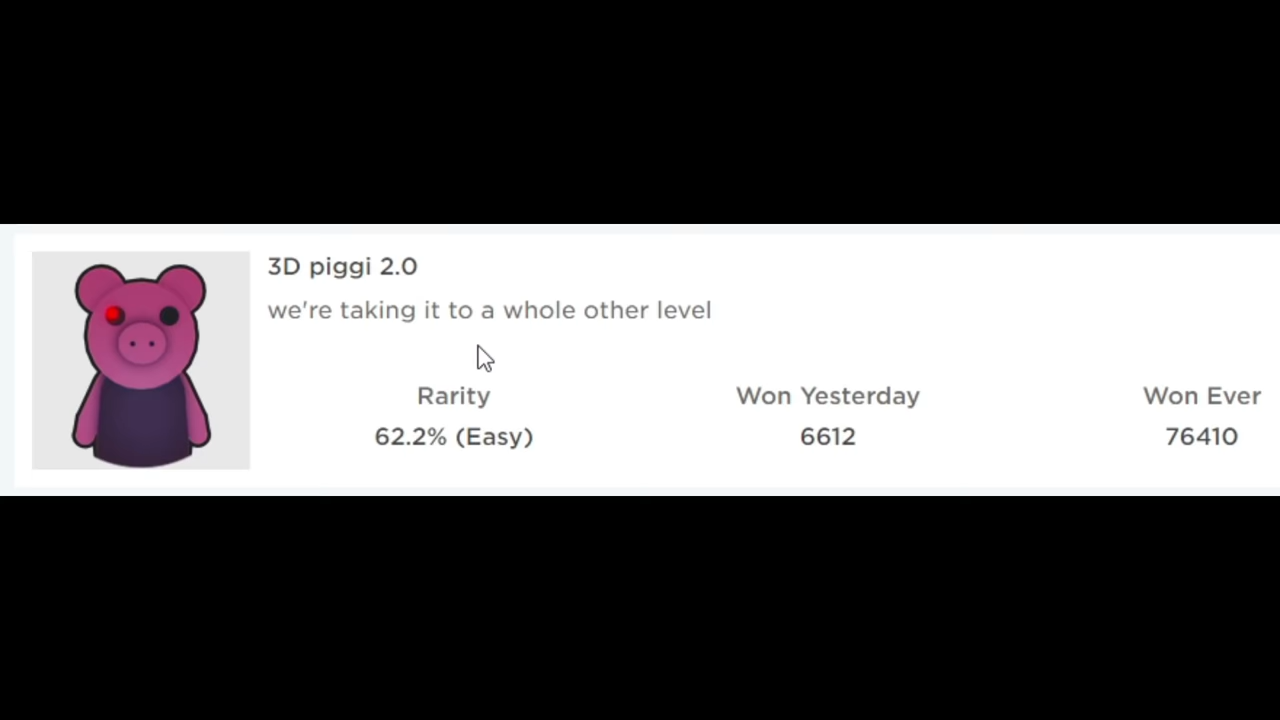 3D piggi 2.0
we're taking it to a whole other level
Rarity Won Yesterday Won Ever
62.2% (Easy) 6612 76410